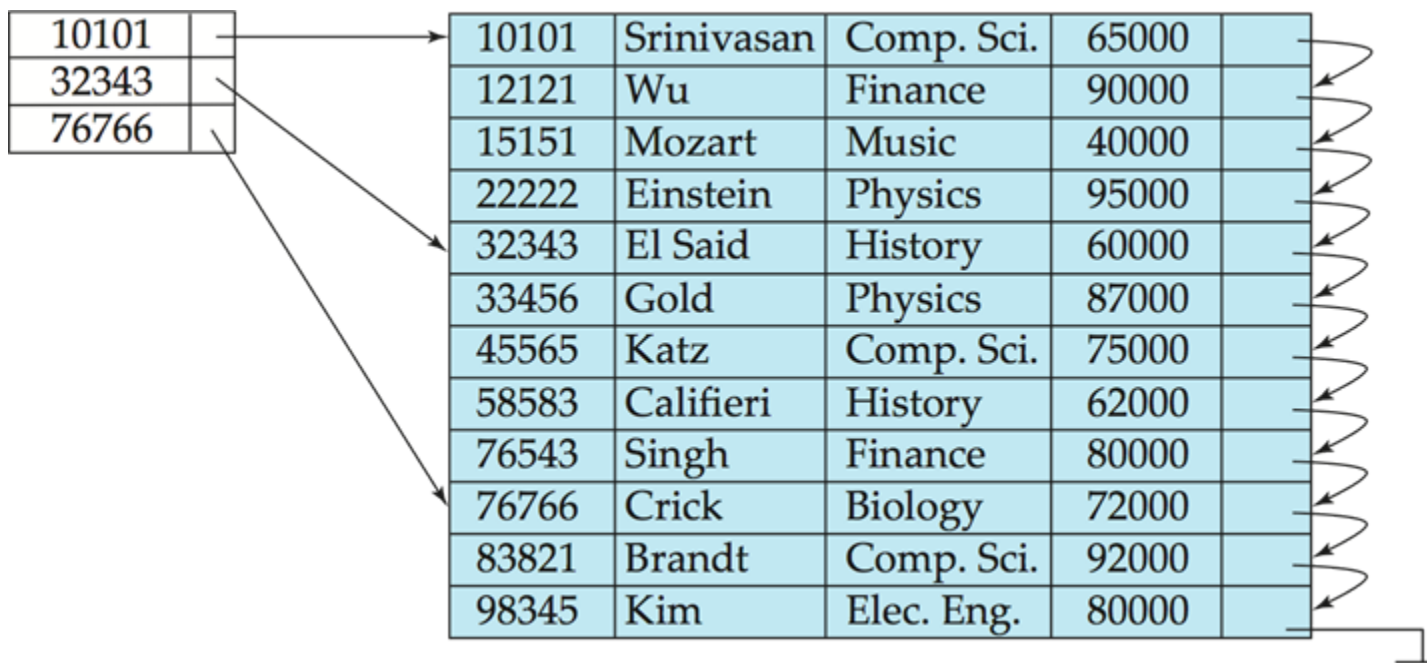 10101
32343
76766
10101 Srinivasan Comp. Sci. 65000
12121 Wu Finance 90000
15151 Mozart Music 40000
22222 Einstein Physics 95000
32343 El Said History 60000
33456 Gold Physics 87000
45565 Katz Comp. Sci. 75000
58583 Califieri History 62000
76543 Singh Finance 80000
76766 Crick Biology 72000
83821 Brandt Comp. Sci. 92000
98345 Kim Elec. Eng. 80000